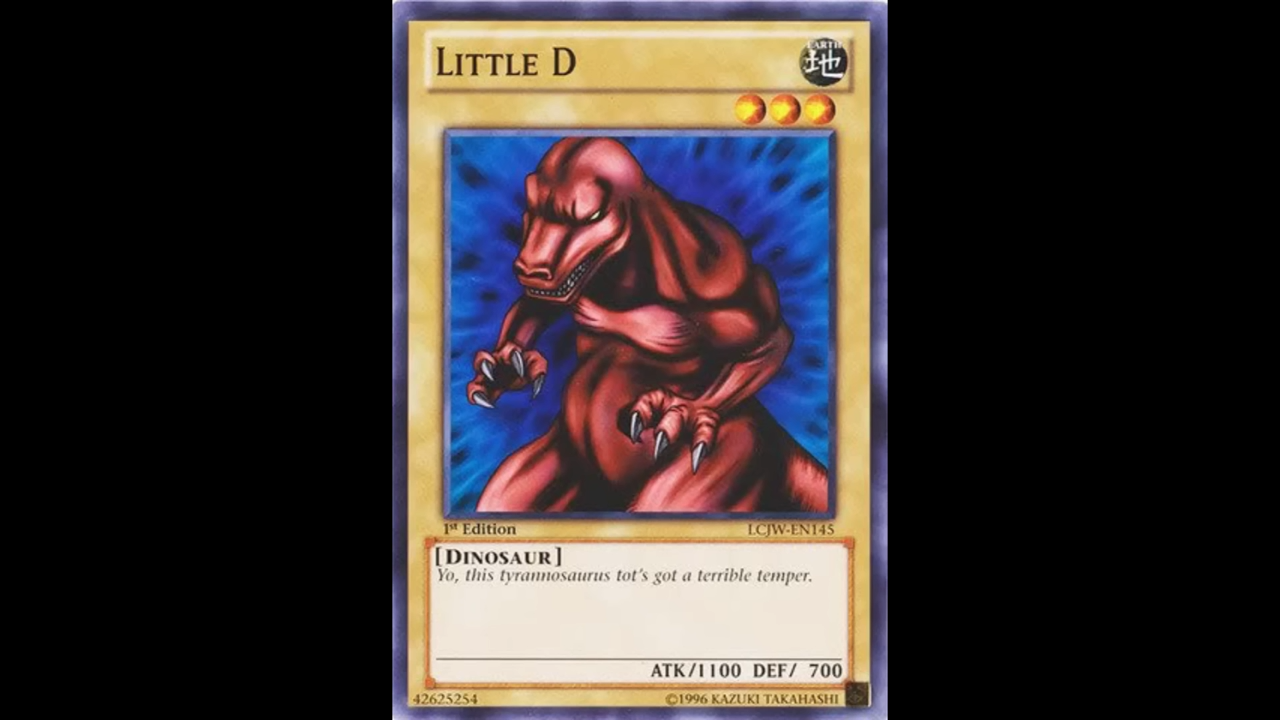 LITTLE D
EARTH
地
1st Edition
LCJW-EN145
[DINOSAUR]
Yo, this tyrannosaurus tot's got a terrible temper.
ATK/1100 DEF/ 700
42625254
©1996 KAZUKI TAKAHASHI